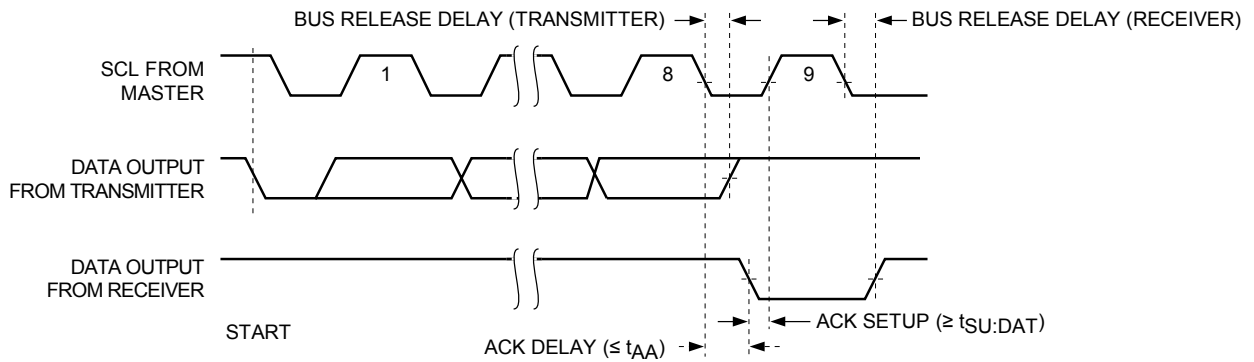 BUS RELEASE DELAY (TRANSMITTER)
BUS RELEASE DELAY (RECEIVER)
SCL FROM
MASTER
1
8
9
DATA OUTPUT
FROM TRANSMITTER
DATA OUTPUT
FROM RECEIVER
START
ACK SETUP (≥ tSU:DAT)
ACK DELAY (≤ tAA)